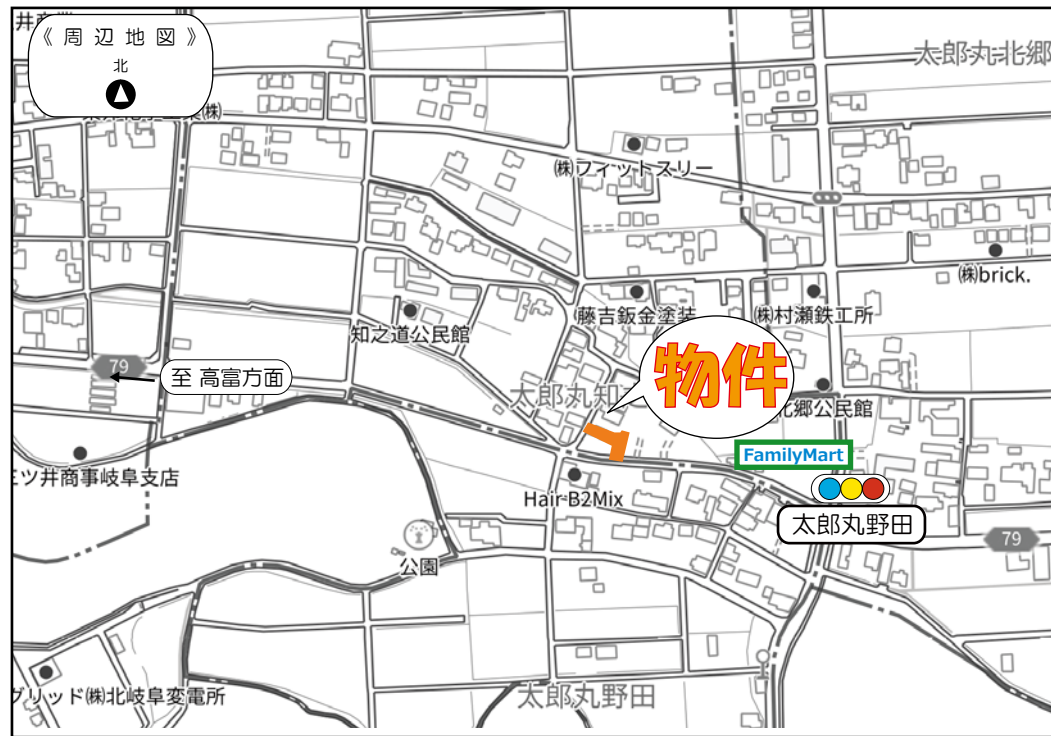 《周辺地図》
北
太郎丸北郷
㈱フィットスリー
㈱brick.
藤吉鈑金塗装
㈱村瀬鉄工所
知之道公民館
79
至 高富方面
物件
太郎丸知
北郷公民館
FamilyMart
三ツ井商事岐阜支店
Hair B2Mix
太郎丸野田
79
公園
グリッド㈱北岐阜変電所
太郎丸野田